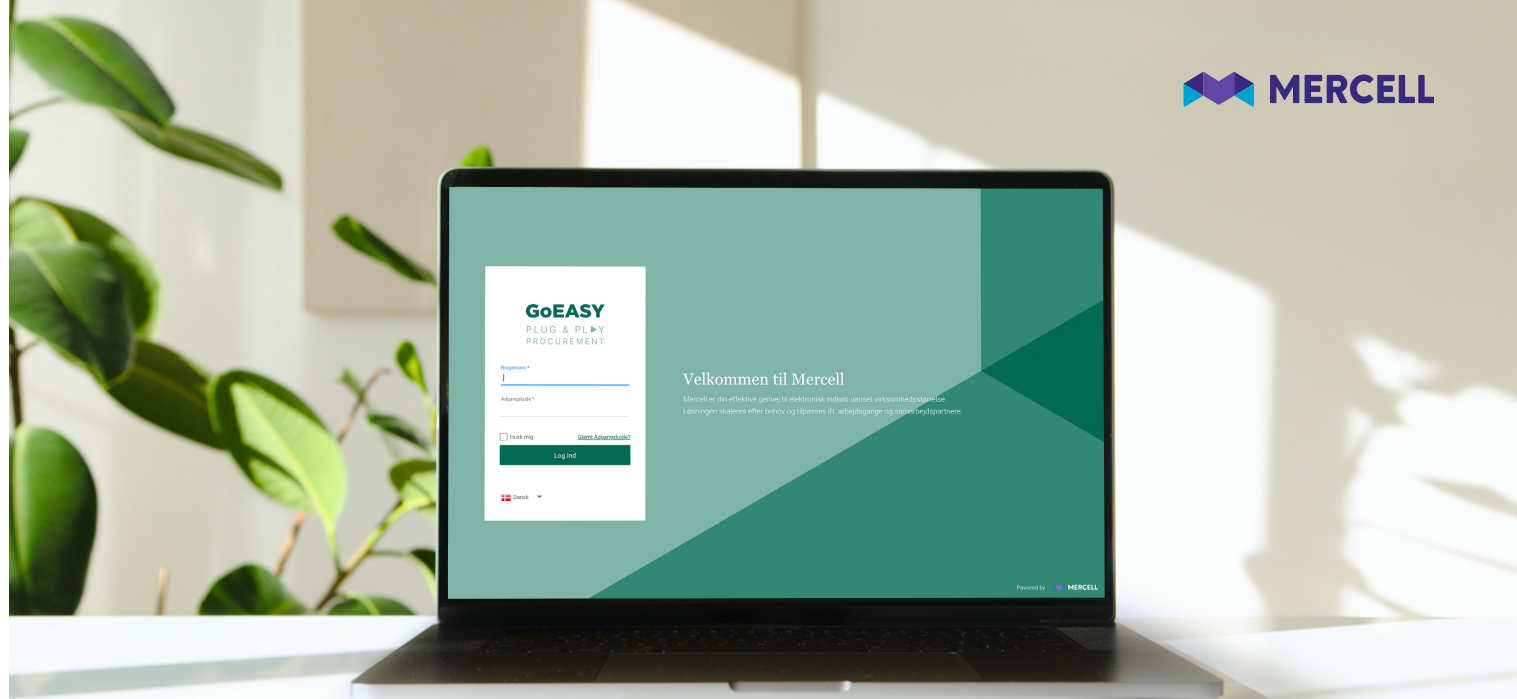 MERCELL
GoEASY
PLUG & PLAY
PROCUREMENT
Brugernavn *
Adgangskode *
Husk mig
Glemt Adgangskode?
Log ind
Dansk
Velkommen til Mercell
Mercell er din effektive genvej til elektronisk indkøb uanset virksomhedsstørrelse.
Løsningen skaleres efter behov og tilpasses ift. arbejdsgange og samarbejdspartnere.
Powered by MERCELL